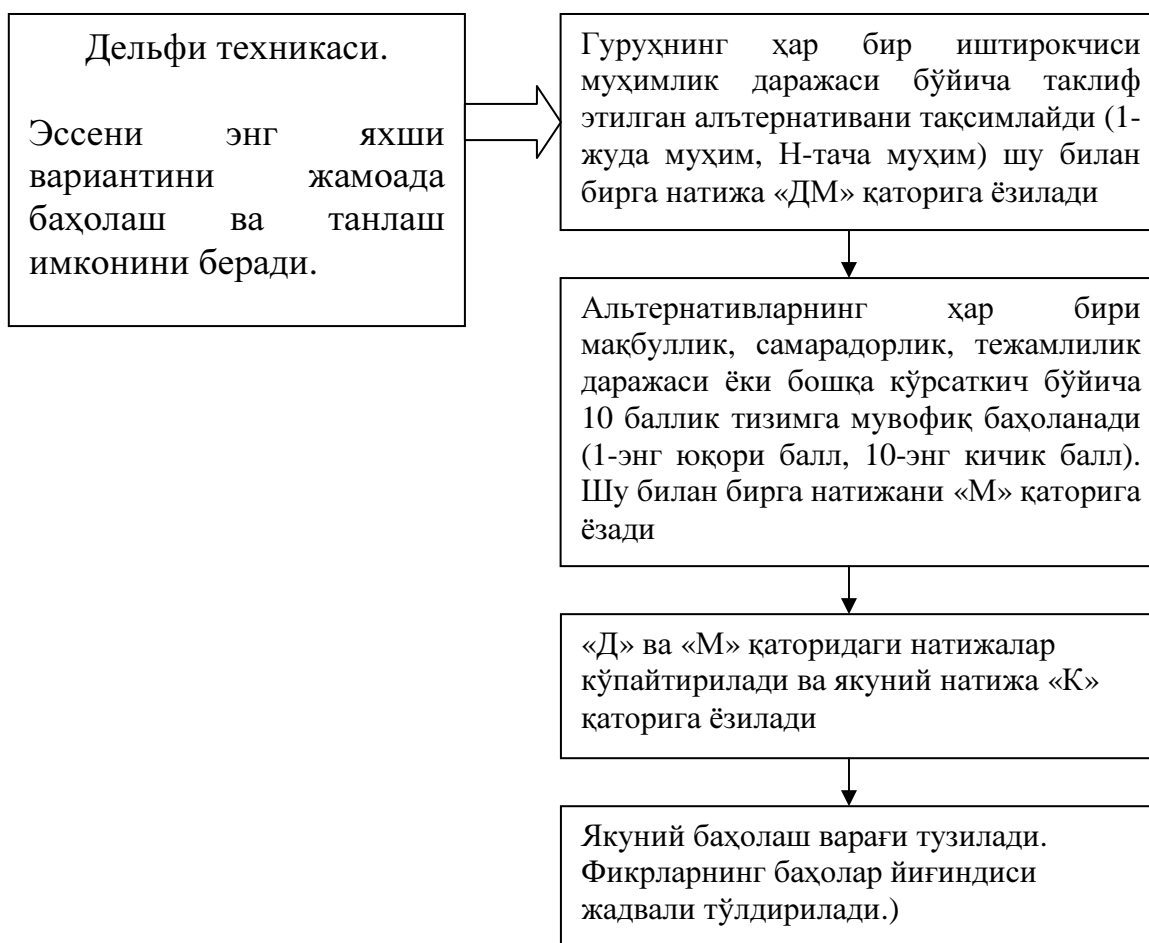 Дельфи техникаси.
Эссени энг яхши
вариантини жамоада
баҳолаш ва танлаш
имконини беради.
Гуруҳнинг ҳар бир иштирокчиси
муҳимлик даражаси бўйича таклиф
этилган алътернативани тақсимлайди (1-
жуда муҳим, Н-тача муҳим) шу билан
бирга натижа «ДМ» қаторига ёзилади
Альтернативларнинг ҳар бири
мақбуллик, самарадорлик, тежамлилик
даражаси ёки бошқа кўрсаткич бўйича
10 баллик тизимга мувофиқ баҳоланади
(1-энг юқори балл, 10-энг кичик балл).
Шу билан бирга натижани «М» қаторига
ёзади
«Д» ва «М» қаторидаги натижалар
кўпайтирилади ва якуний натижа «К»
қаторига ёзилади
Якуний баҳолаш варағи тузилади.
Фикрларнинг баҳолар йиғиндиси
жадвали тўлдирилади.)